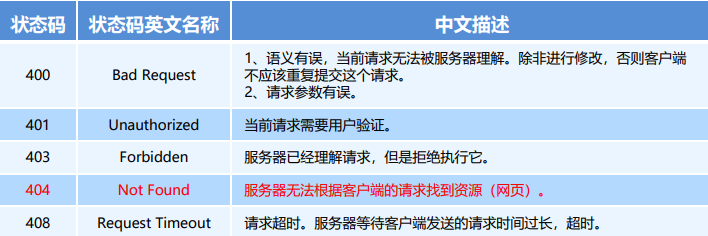 状态码 状态码英文名称 中文描述
400 Bad Request 1、语义有误，当前请求无法被服务器理解。除非进行修改，否则客户端
不应该重复提交这个请求。
2、请求参数有误。
401 Unauthorized 当前请求需要用户验证。
403 Forbidden 服务器已经理解请求，但是拒绝执行它。
404 Not Found 服务器无法根据客户端的请求找到资源（网页）。
408 Request Timeout 请求超时。服务器等待客户端发送的请求时间过长，超时。